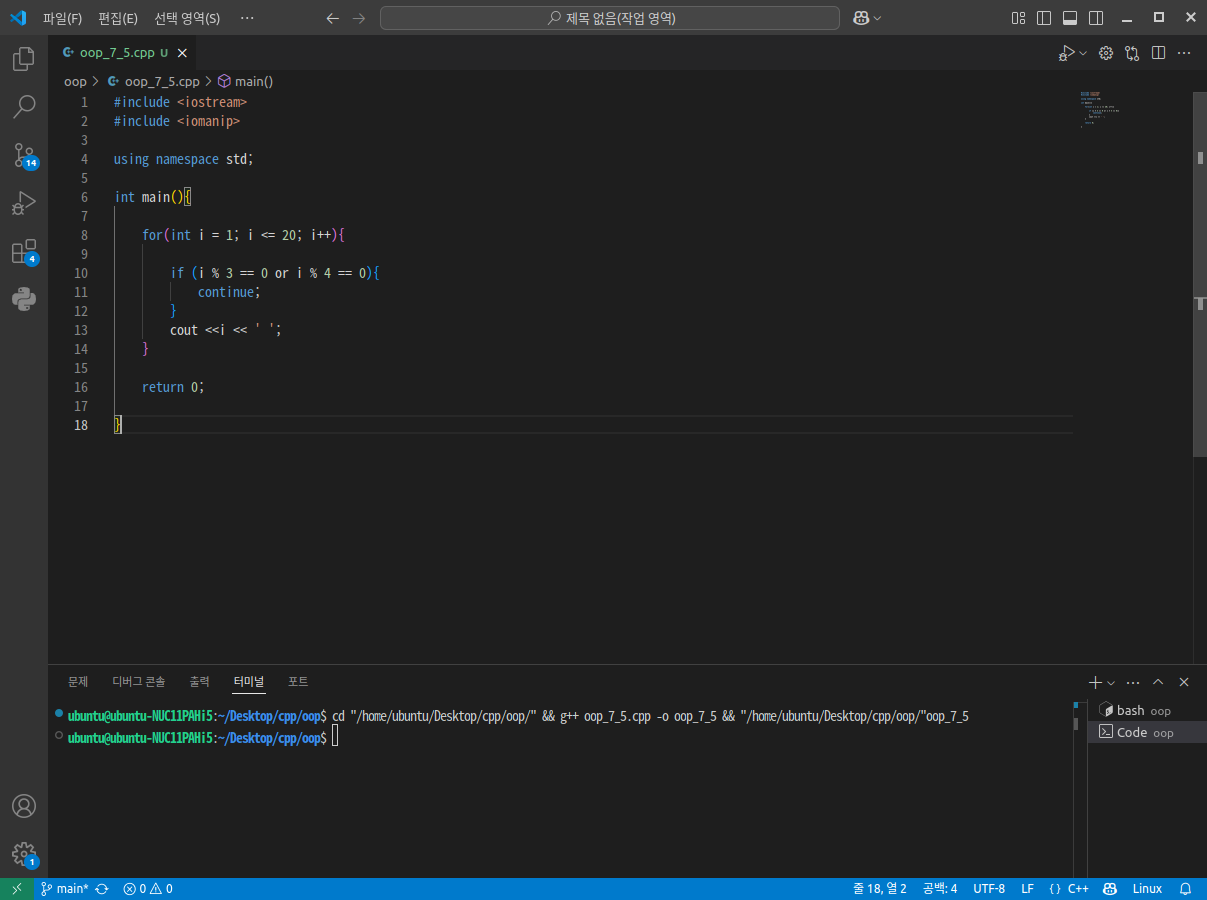 파일(F) 편집(E) 선택 영역(S) ··· 제목 없음(작업 영역)
oop_7_5.cpp U
oop > oop_7_5.cpp > main()
1 #include <iostream>
2 #include <iomanip>
3
4 using namespace std;
5
6 int main(){
7
8 for(int i = 1; i <= 20; i++){
9
10 if (i % 3 == 0 or i % 4 == 0){
11 continue;
12 }
13 cout <<i << ' ';
14 }
15
16 return 0;
17
18 }
14
4
1
문제 디버그 콘솔 출력 터미널 포트
ubuntu@ubuntu-NUC11PAHi5:~/Desktop/cpp/oop$ cd "/home/ubuntu/Desktop/cpp/oop/" && g++ oop_7_5.cpp -o oop_7_5 && "/home/ubuntu/Desktop/cpp/oop/"oop_7_5
ubuntu@ubuntu-NUC11PAHi5:~/Desktop/cpp/oop$
bash oop
Code oop
main* 0 0 줄 18, 열 2 공백: 4 UTF-8 LF {} C++ Linux